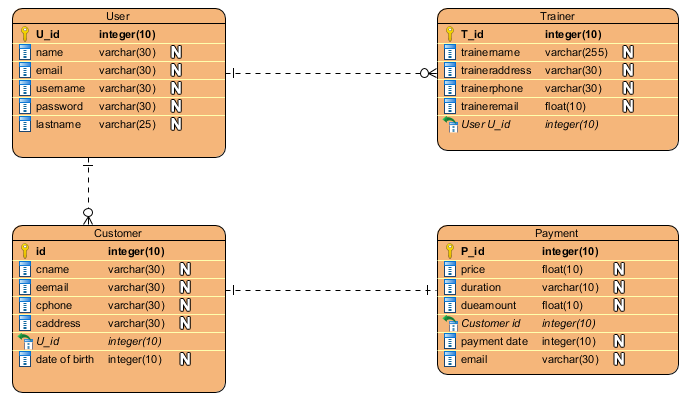 User
U_id integer(10)
name varchar(30) N
email varchar(30) N
username varchar(30) N
password varchar(30) N
lastname varchar(25) N
Trainer
T_id integer(10)
trainername varchar(255) N
traineraddress varchar(30) N
trainerphone varchar(30) N
traineremail float(10) N
User U_id integer(10)
Customer
id integer(10)
cname varchar(30) N
eemail varchar(30) N
cphone varchar(30) N
caddress varchar(30) N
U_id integer(10)
date of birth integer(10) N
Payment
P_id integer(10)
price float(10) N
duration varchar(10) N
dueamount float(10) N
Customer id integer(10)
payment date integer(10) N
email varchar(30) N